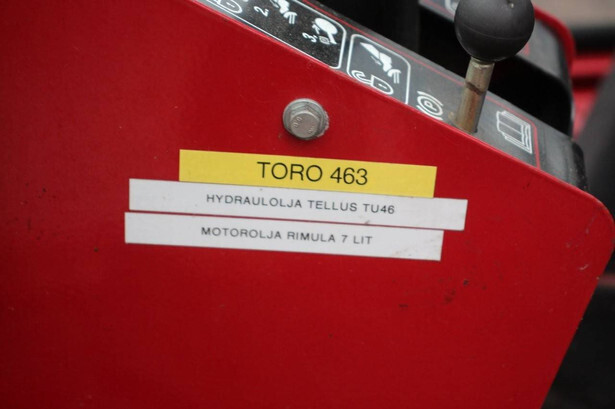 TORO 463
HYDRAULOLJA TELLUS TU46
MOTOROLJA RIMULA 7 LIT